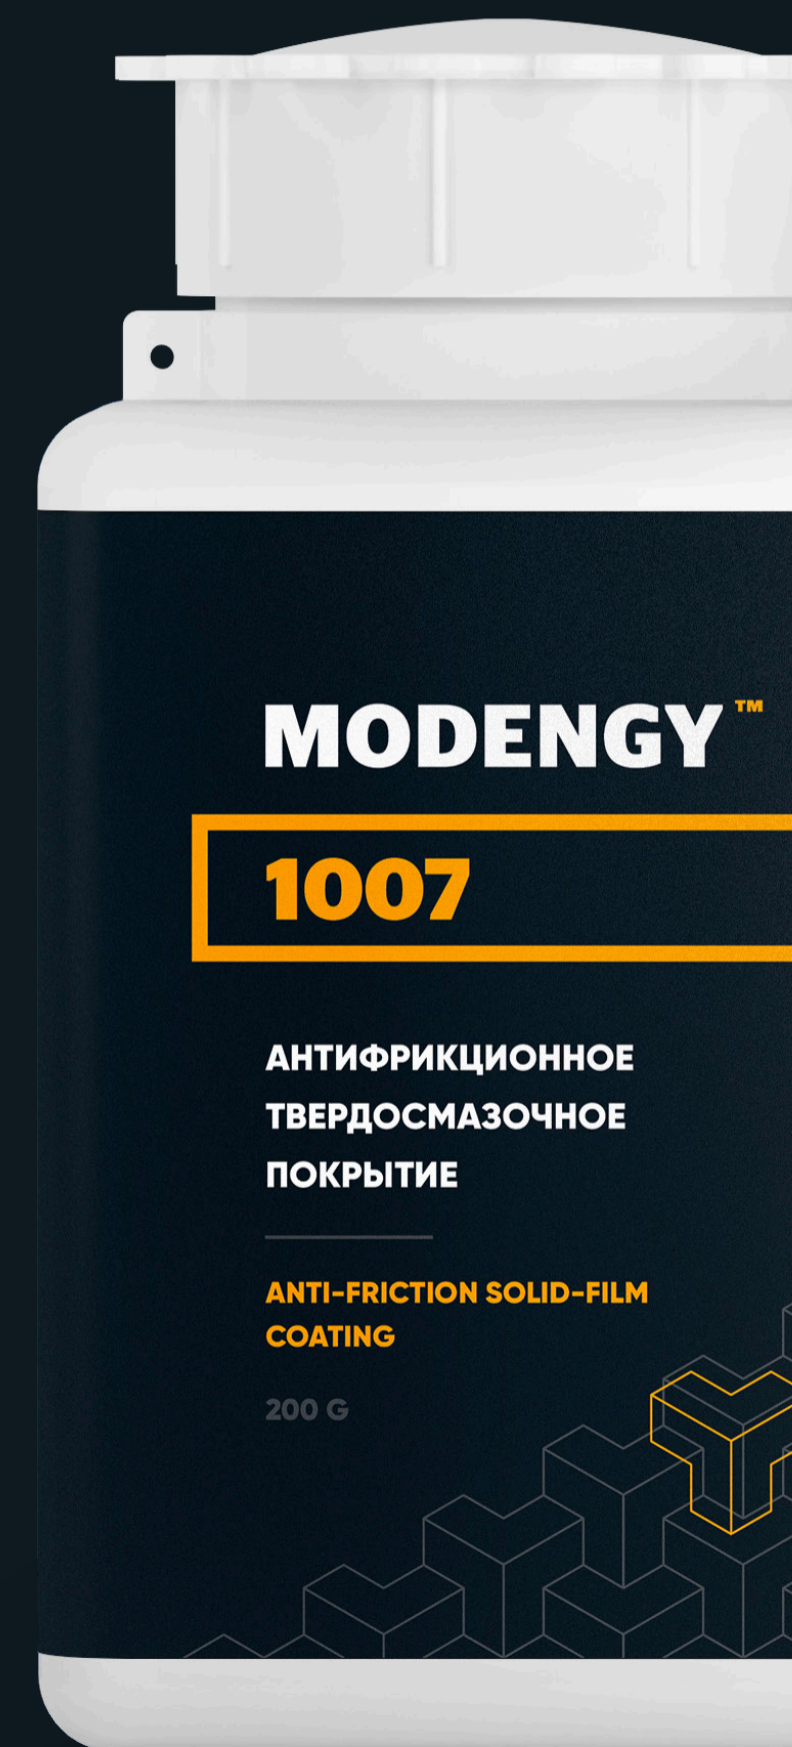 MODENGY™
1007
АНТИФРИКЦИОННОЕ
ТВЕРДОСМАЗОЧНОЕ
ПОКРЫТИЕ
ANTI-FRICTION SOLID-FILM
COATING
200 G